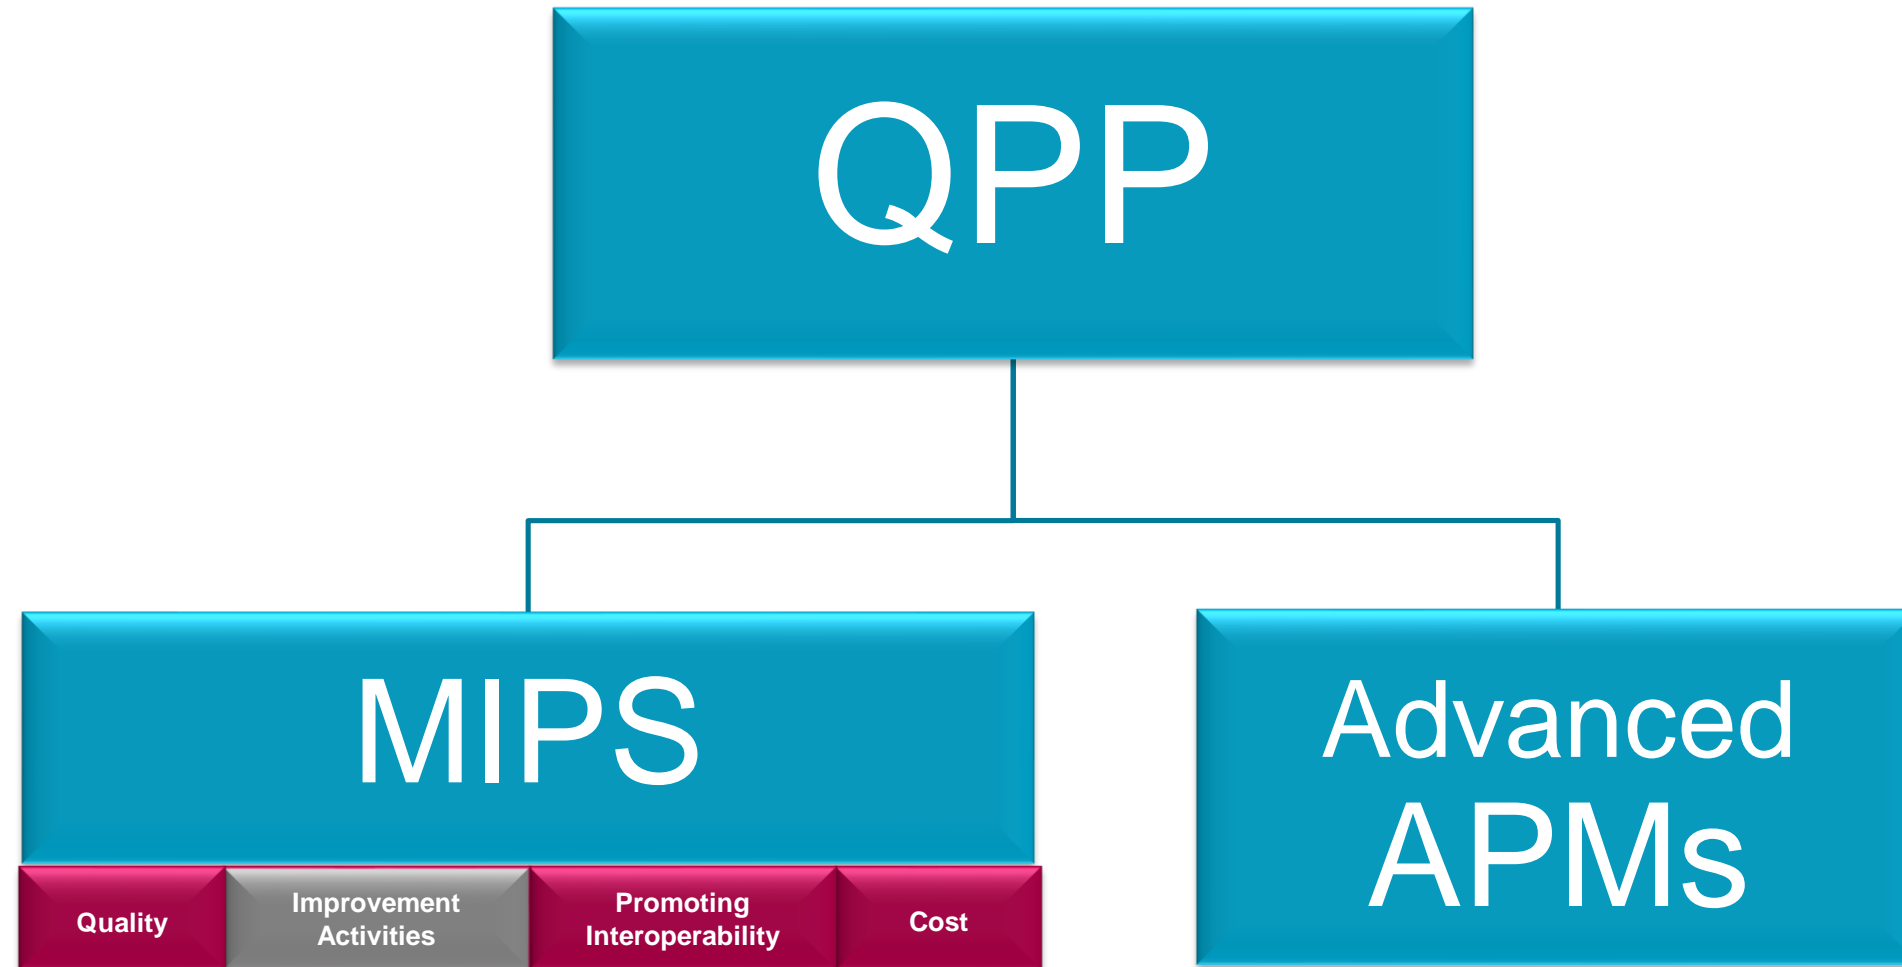 QPP
MIPS
Advanced
APMs
Quality
Improvement
Activities
Promoting
Interoperability
Cost